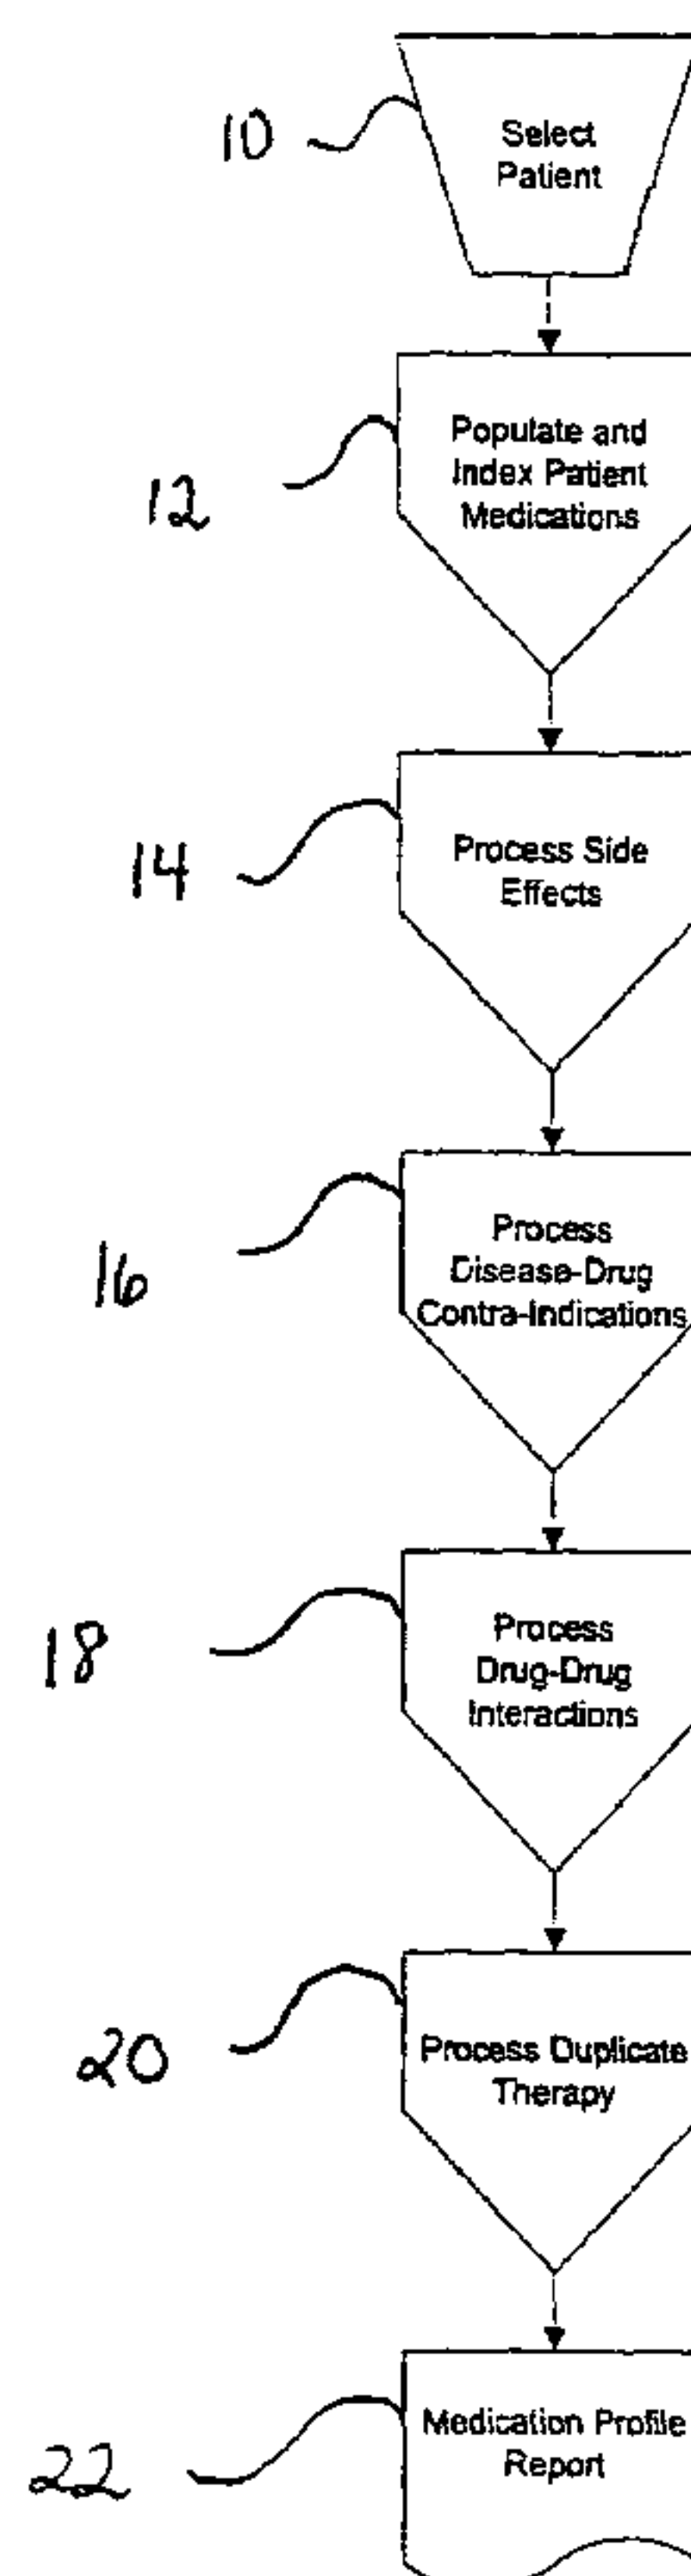 10
Select
Patient
12
Populate and
Index Patient
Medications
14
Process Side
Effects
16
Process
Disease-Drug
Contra-Indications
18
Process
Drug-Drug
Interactions
20
Process Duplicate
Therapy
22
Medication Profile
Report